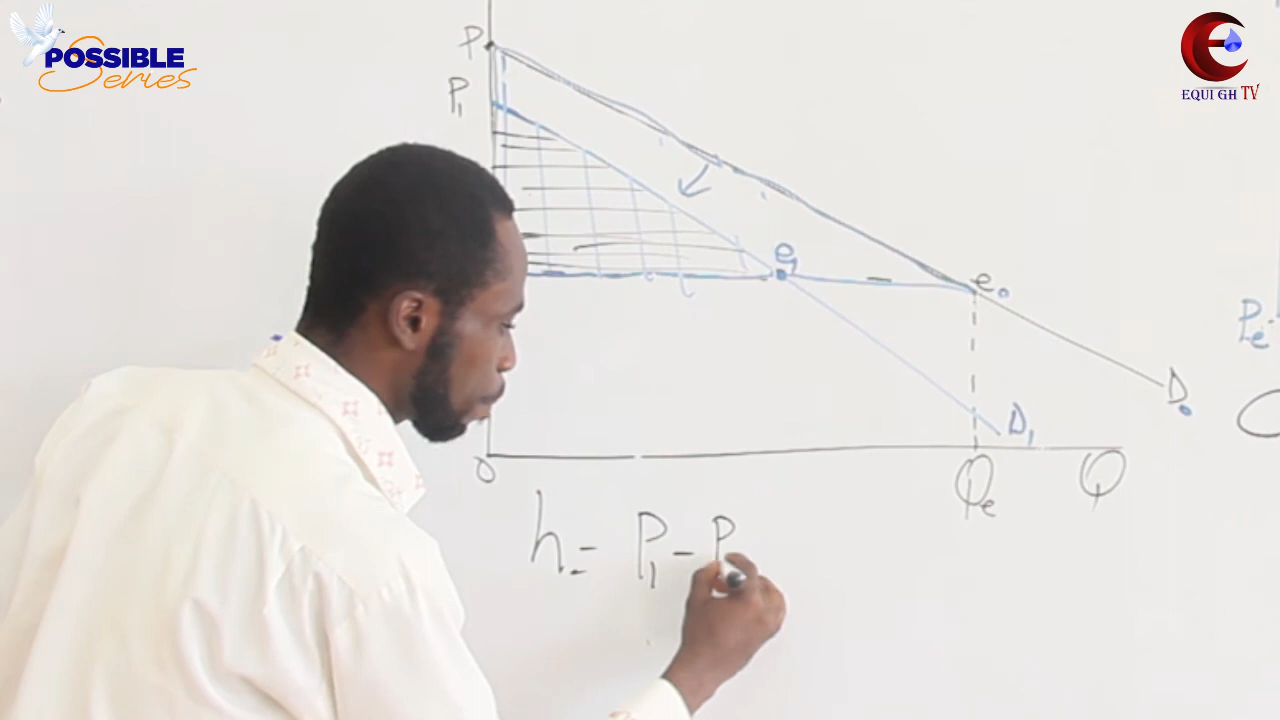 POSSIBLE
Series
EQUI GH TV
P
P₁
e₁
e₀
Pe
D₀
D₁
0
Qe
Q
h = P₁ - P